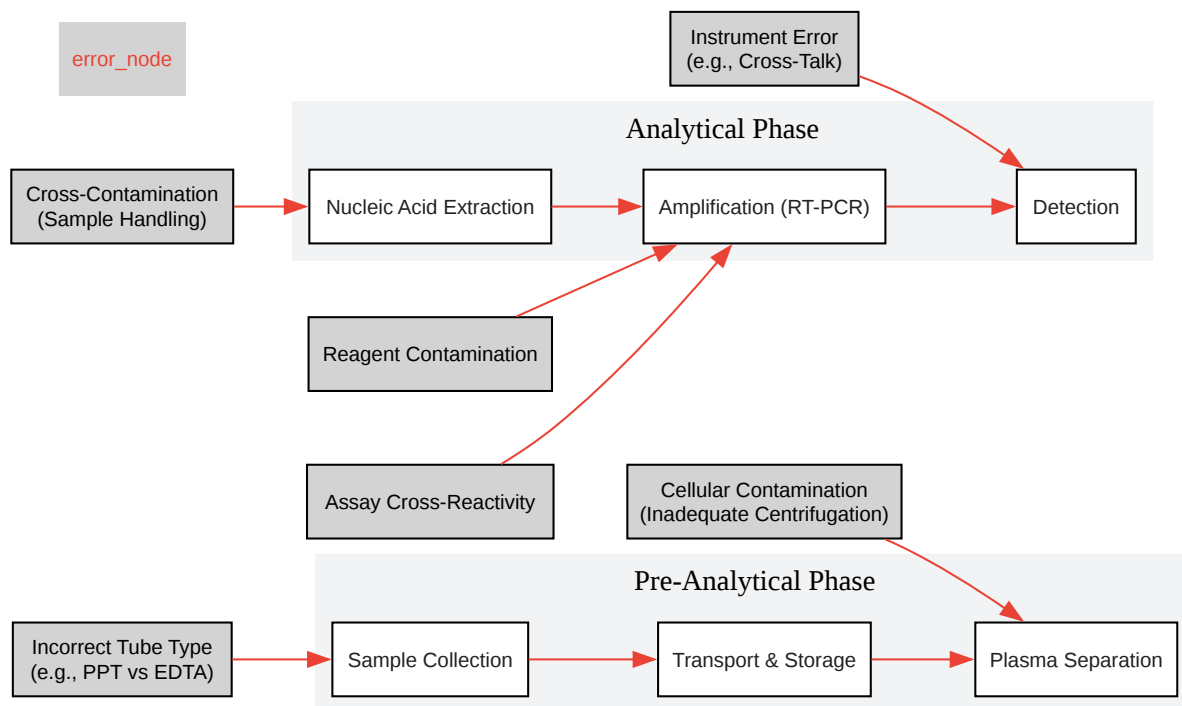 error_node
Instrument Error
(e.g., Cross-Talk)
Analytical Phase
Cross-Contamination
(Sample Handling)
Nucleic Acid Extraction
Amplification (RT-PCR)
Detection
Reagent Contamination
Assay Cross-Reactivity
Cellular Contamination
(Inadequate Centrifugation)
Pre-Analytical Phase
Incorrect Tube Type
(e.g., PPT vs EDTA)
Sample Collection
Transport & Storage
Plasma Separation